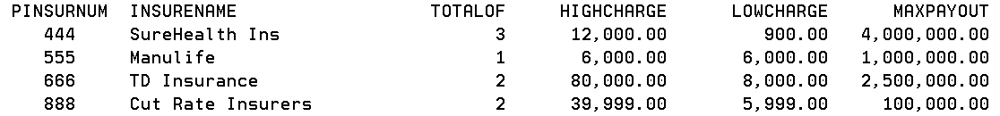 PINSURNUM INSURENAME TOTALOF HIGHCHARGE LOWCHARGE MAXPAYOUT
444 SureHealth Ins 3 12,000.00 900.00 4,000,000.00
555 Manulife 1 6,000.00 6,000.00 1,000,000.00
666 TD Insurance 2 80,000.00 8,000.00 2,500,000.00
888 Cut Rate Insurers 2 39,999.00 5,999.00 100,000.00